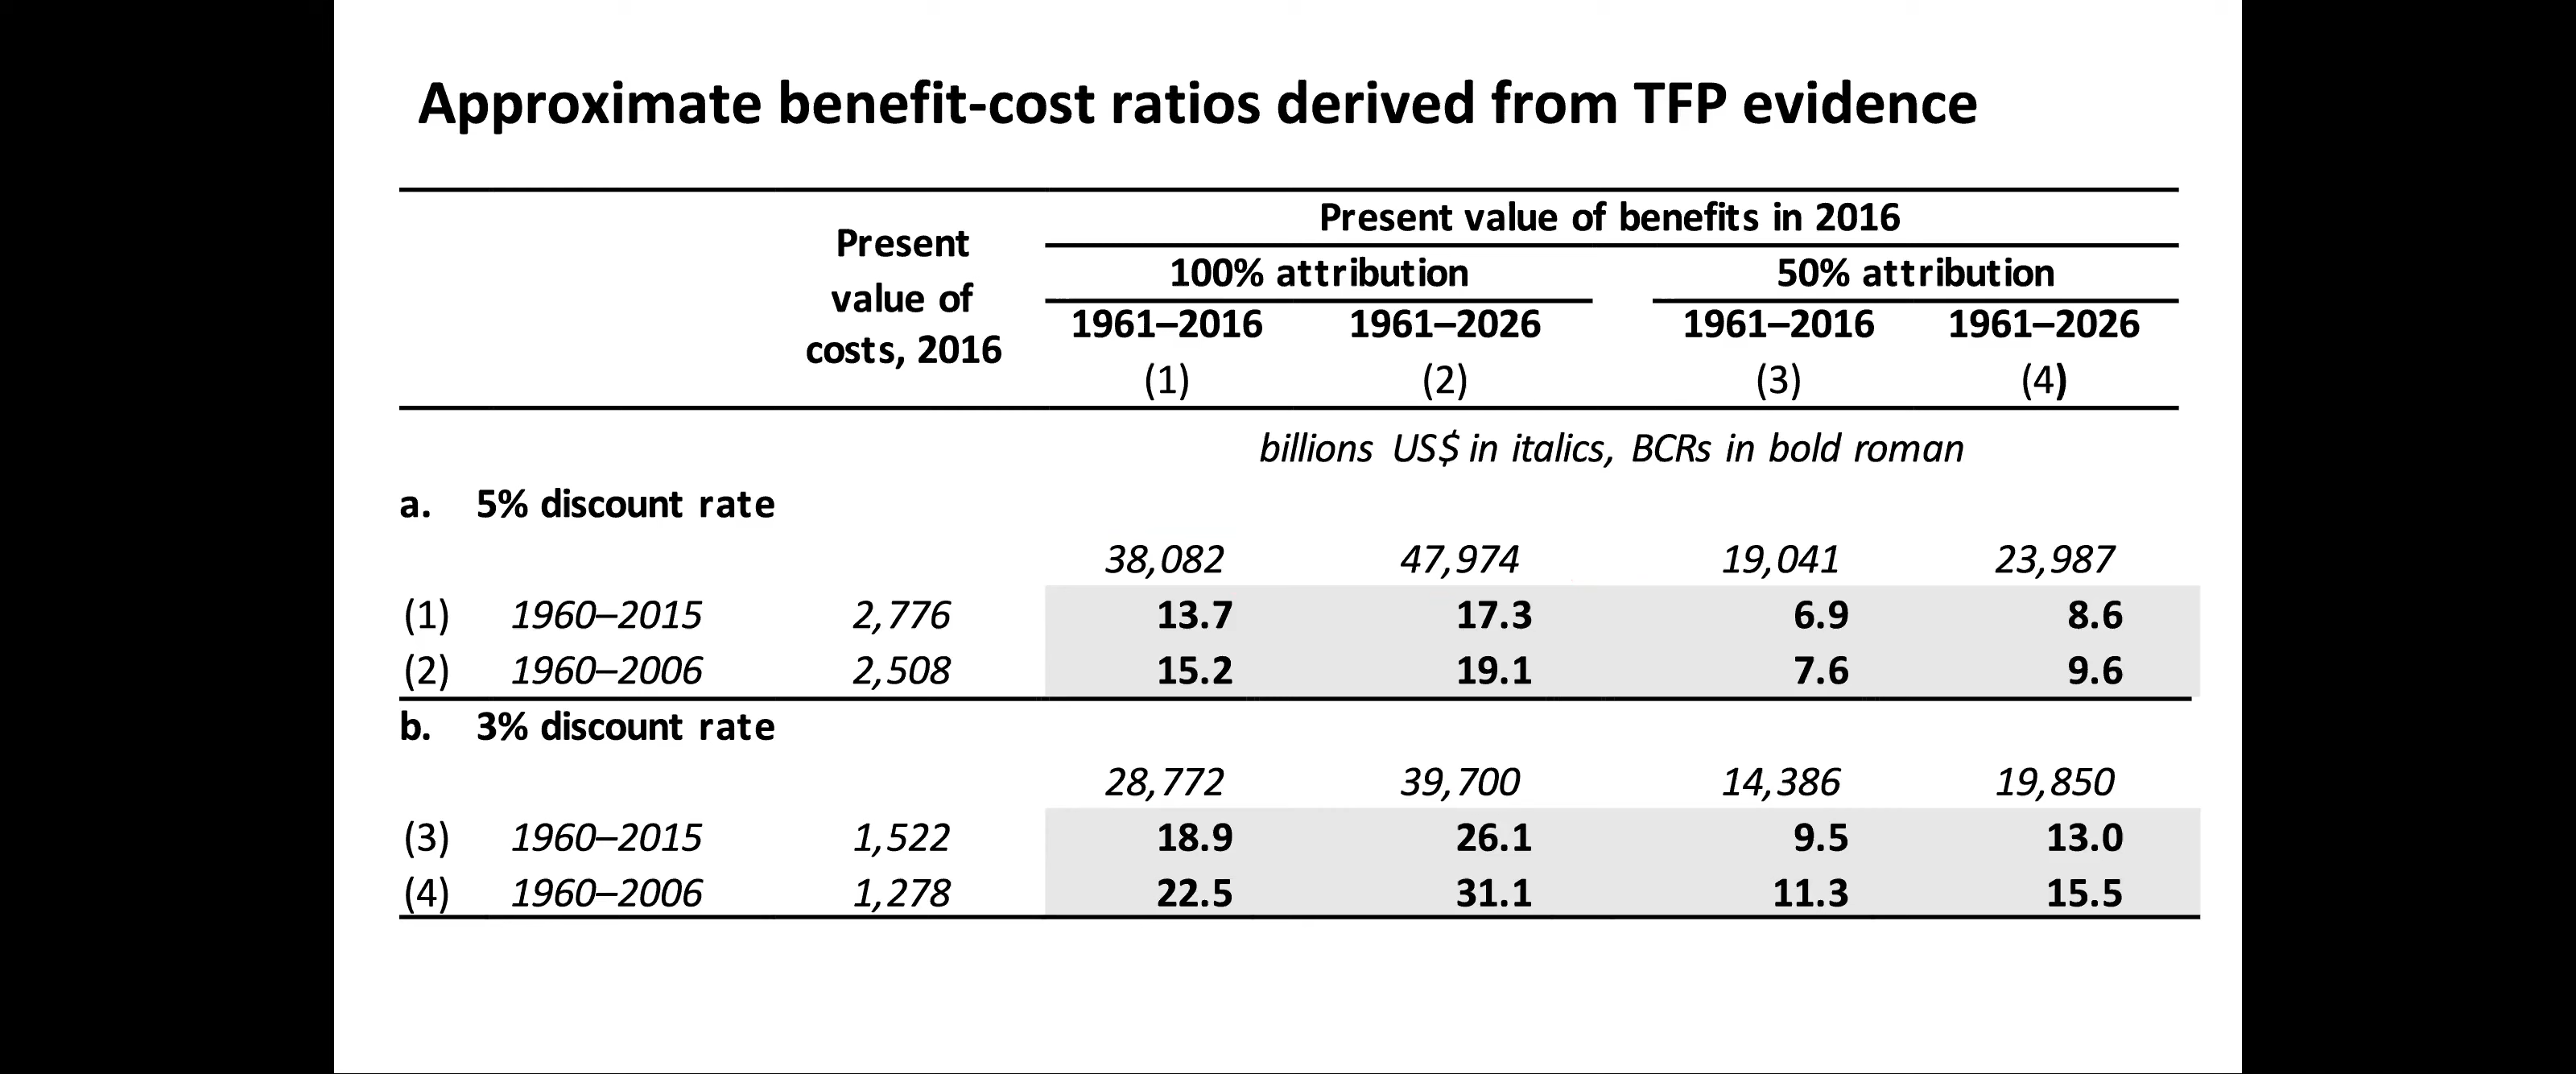 Approximate benefit-cost ratios derived from TFP evidence
Present value of costs, 2016
Present value of benefits in 2016
100% attribution 50% attribution
1961–2016 1961–2026 1961–2016 1961–2026
(1) (2) (3) (4)
billions US$ in italics, BCRs in bold roman
a. 5% discount rate
38,082 47,974 19,041 23,987
(1) 1960–2015 2,776 13.7 17.3 6.9 8.6
(2) 1960–2006 2,508 15.2 19.1 7.6 9.6
b. 3% discount rate
28,772 39,700 14,386 19,850
(3) 1960–2015 1,522 18.9 26.1 9.5 13.0
(4) 1960–2006 1,278 22.5 31.1 11.3 15.5